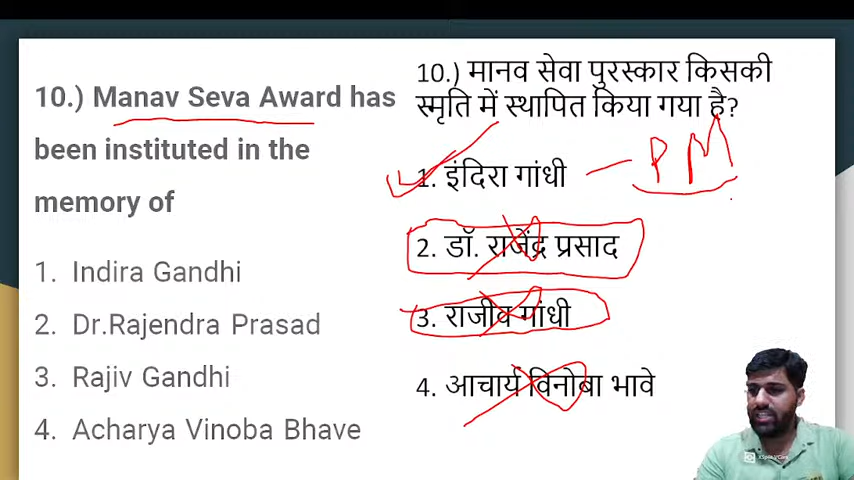 10.) Manav Seva Award has
been instituted in the
memory of
1. Indira Gandhi
2. Dr.Rajendra Prasad
3. Rajiv Gandhi
4. Acharya Vinoba Bhave
10.) मानव सेवा पुरस्कार किसकी
स्मृति में स्थापित किया गया है?
1. इंदिरा गांधी
PM
2. डॉ. राजेंद्र प्रसाद
3. राजीव गांधी
4. आचार्य विनोबा भावे